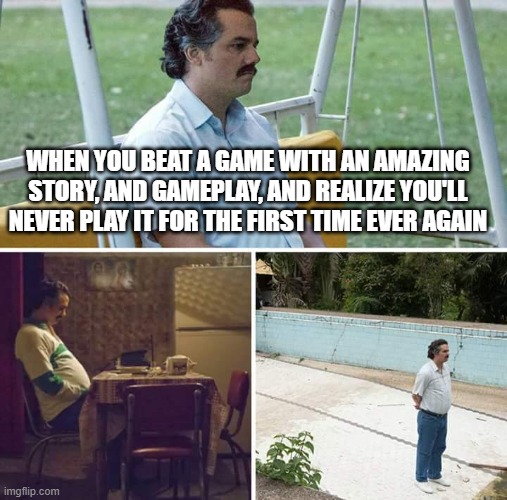 WHEN YOU BEAT A GAME WITH AN AMAZING
STORY, AND GAMEPLAY, AND REALIZE YOU'LL
NEVER PLAY IT FOR THE FIRST TIME EVER AGAIN
imgflip.com